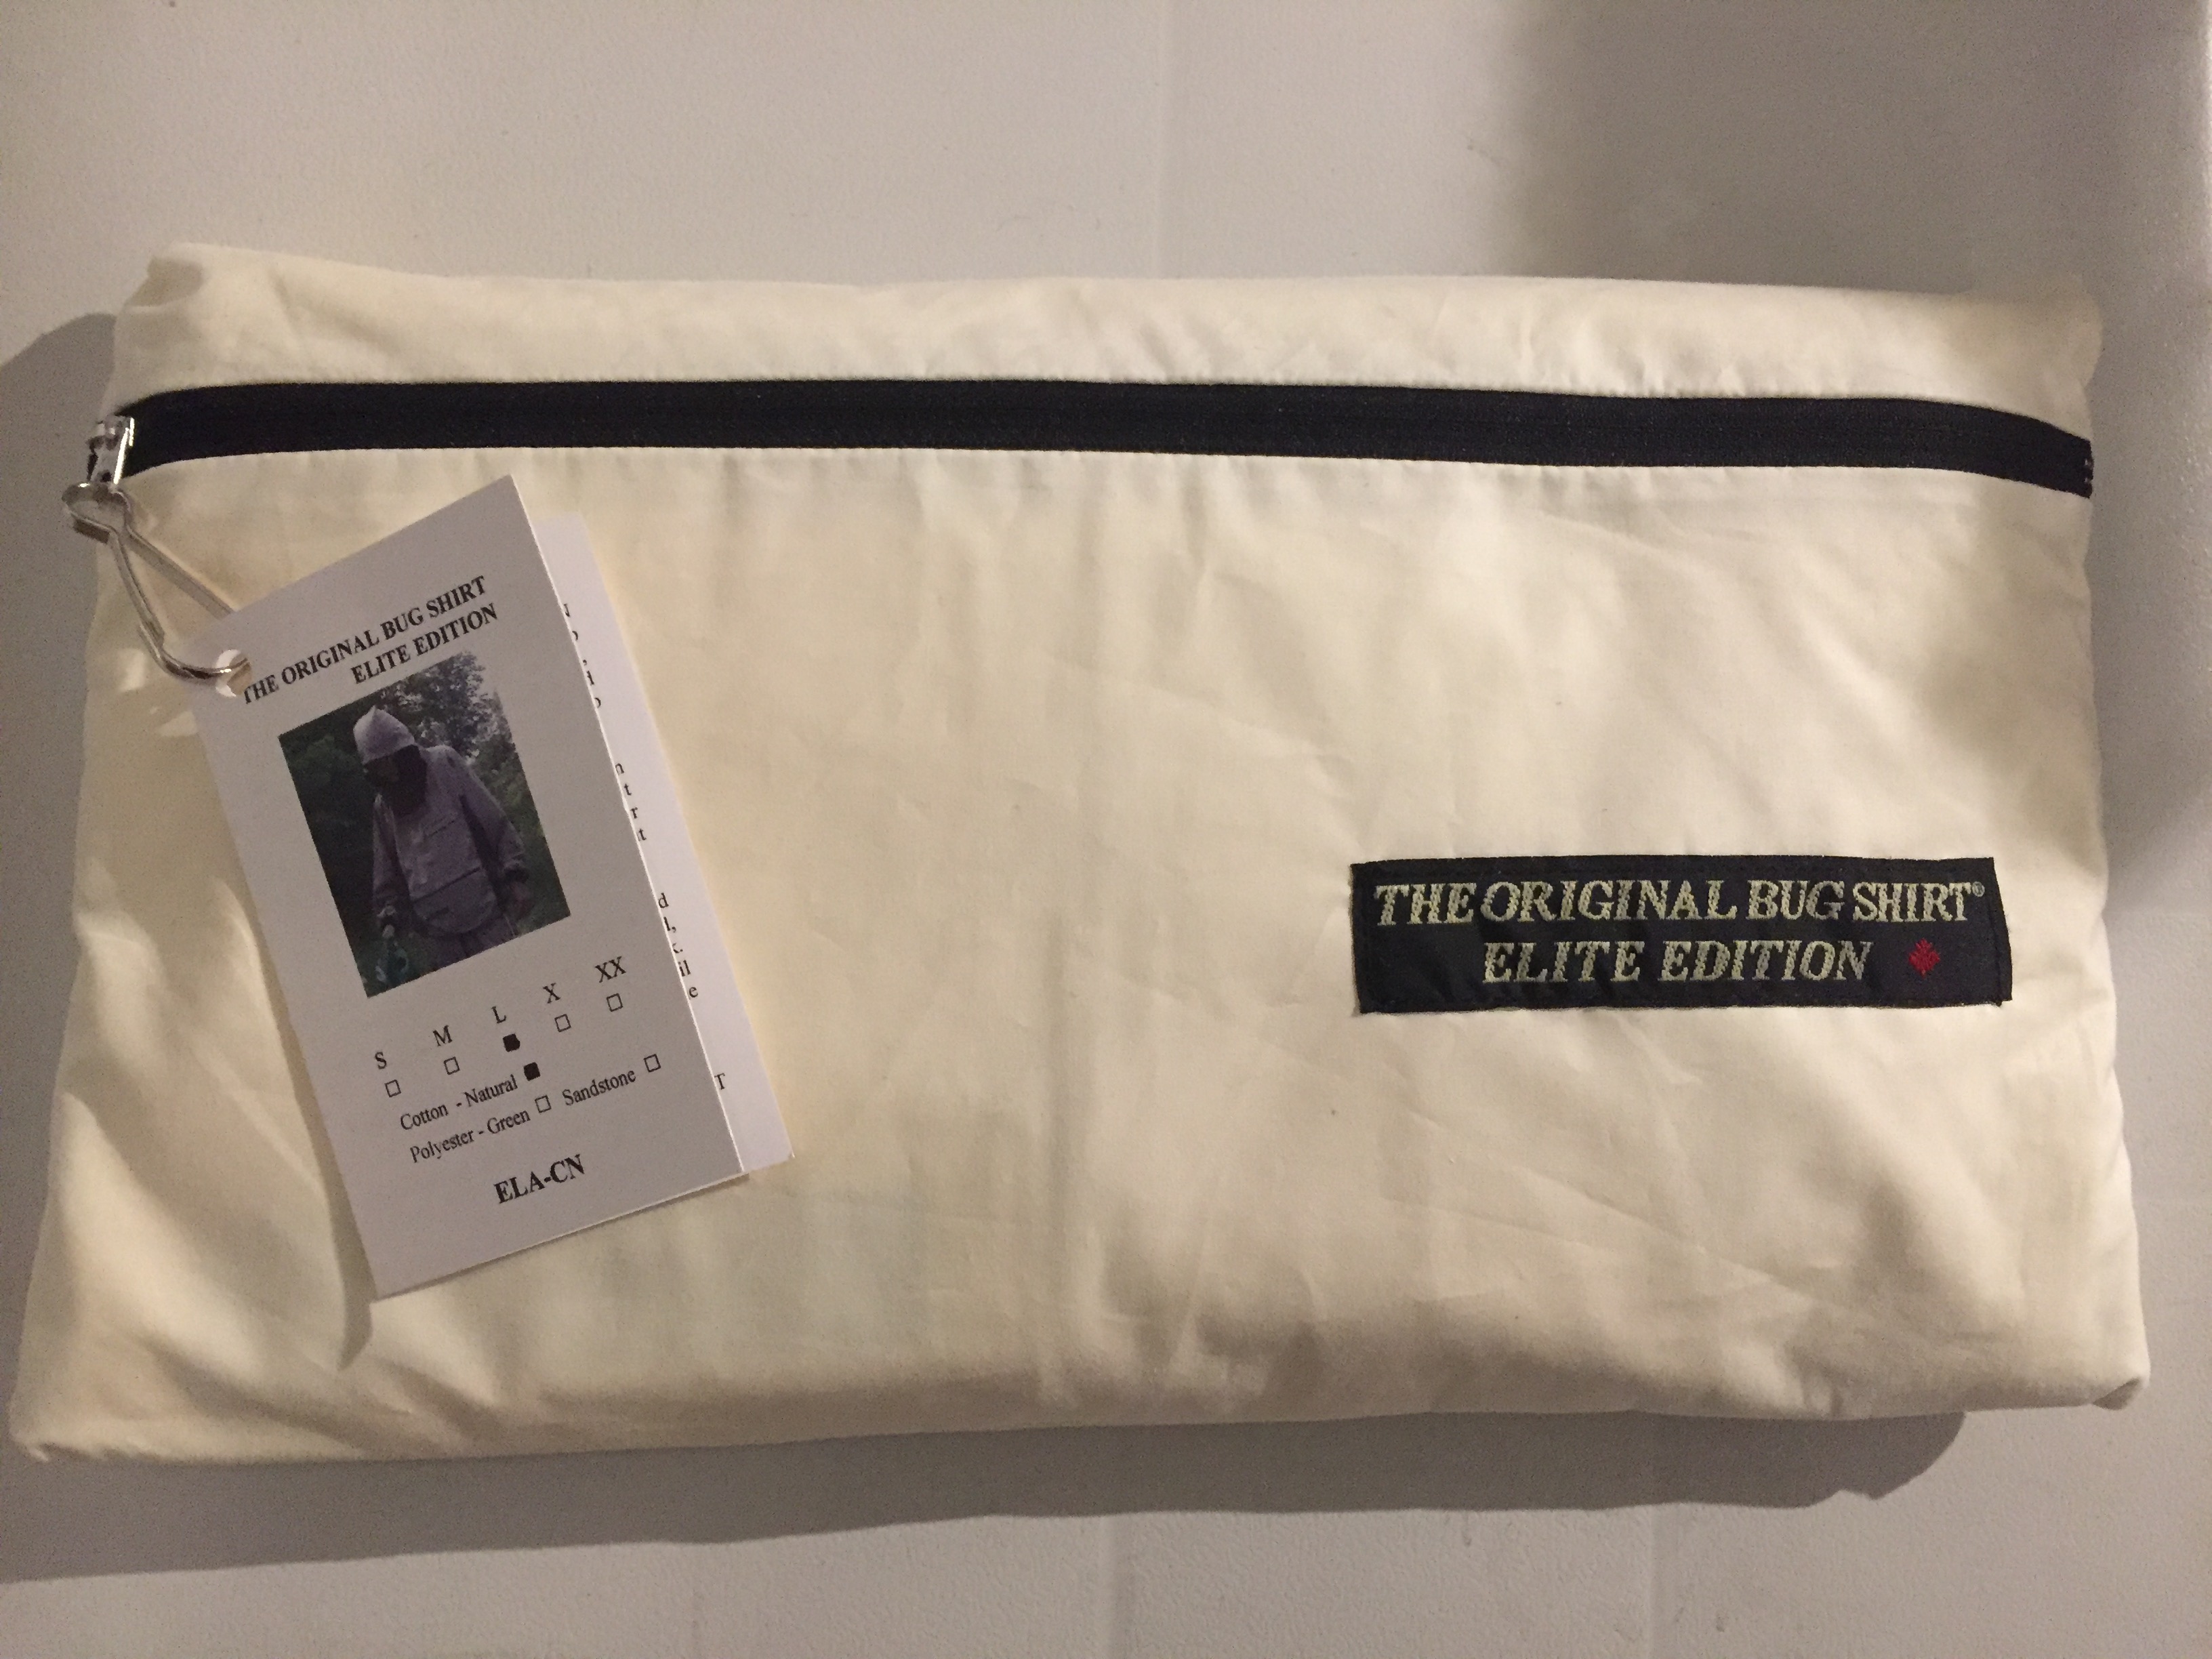 THE ORIGINAL BUG SHIRT
ELITE EDITION
S M L X XX
Cotton - Natural
Polyester - Green Sandstone
ELA-CN
THE ORIGINAL BUG SHIRT®
ELITE EDITION